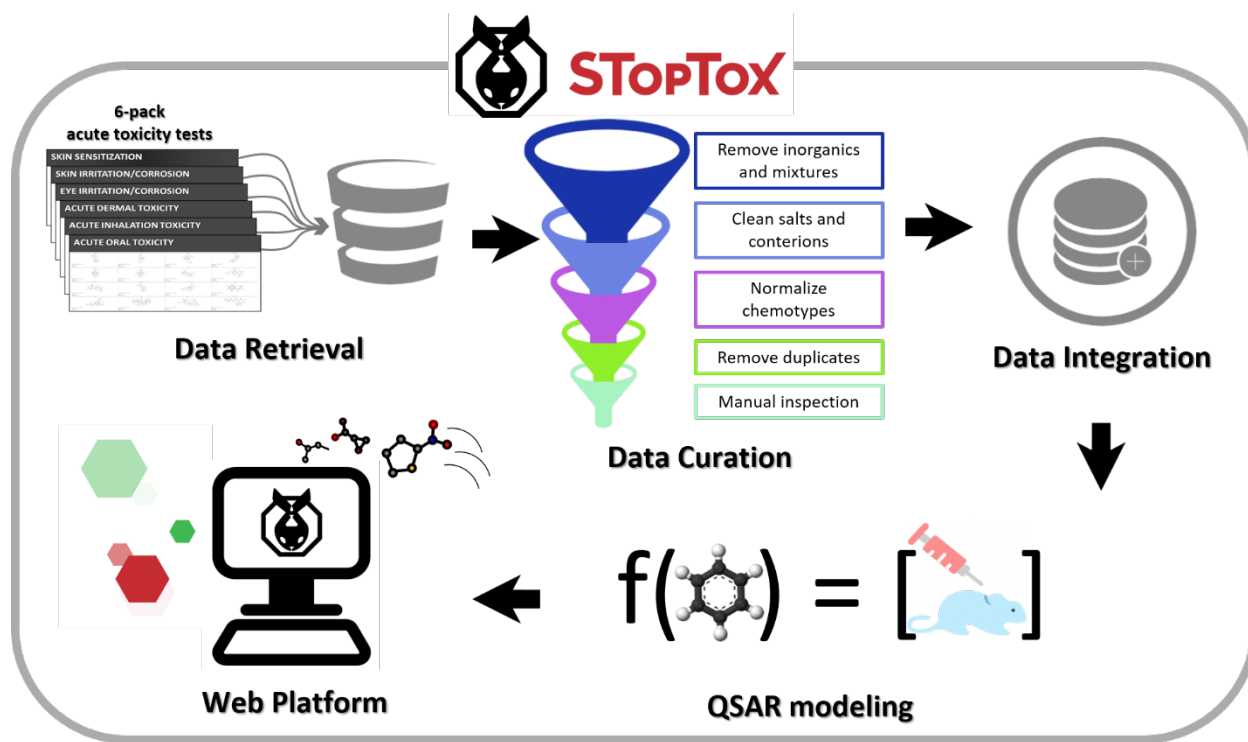 STOPTOX
6-pack
acute toxicity tests
SKIN SENSITIZATION
SKIN IRRITATION/CORROSION
EYE IRRITATION/CORROSION
ACUTE DERMAL TOXICITY
ACUTE INHALATION TOXICITY
ACUTE ORAL TOXICITY
Data Retrieval
Remove inorganics
and mixtures
Clean salts and
conterions
Normalize
chemotypes
Remove duplicates
Manual inspection
Data Curation
Data Integration
f( ) = [ ]
QSAR modeling
Web Platform